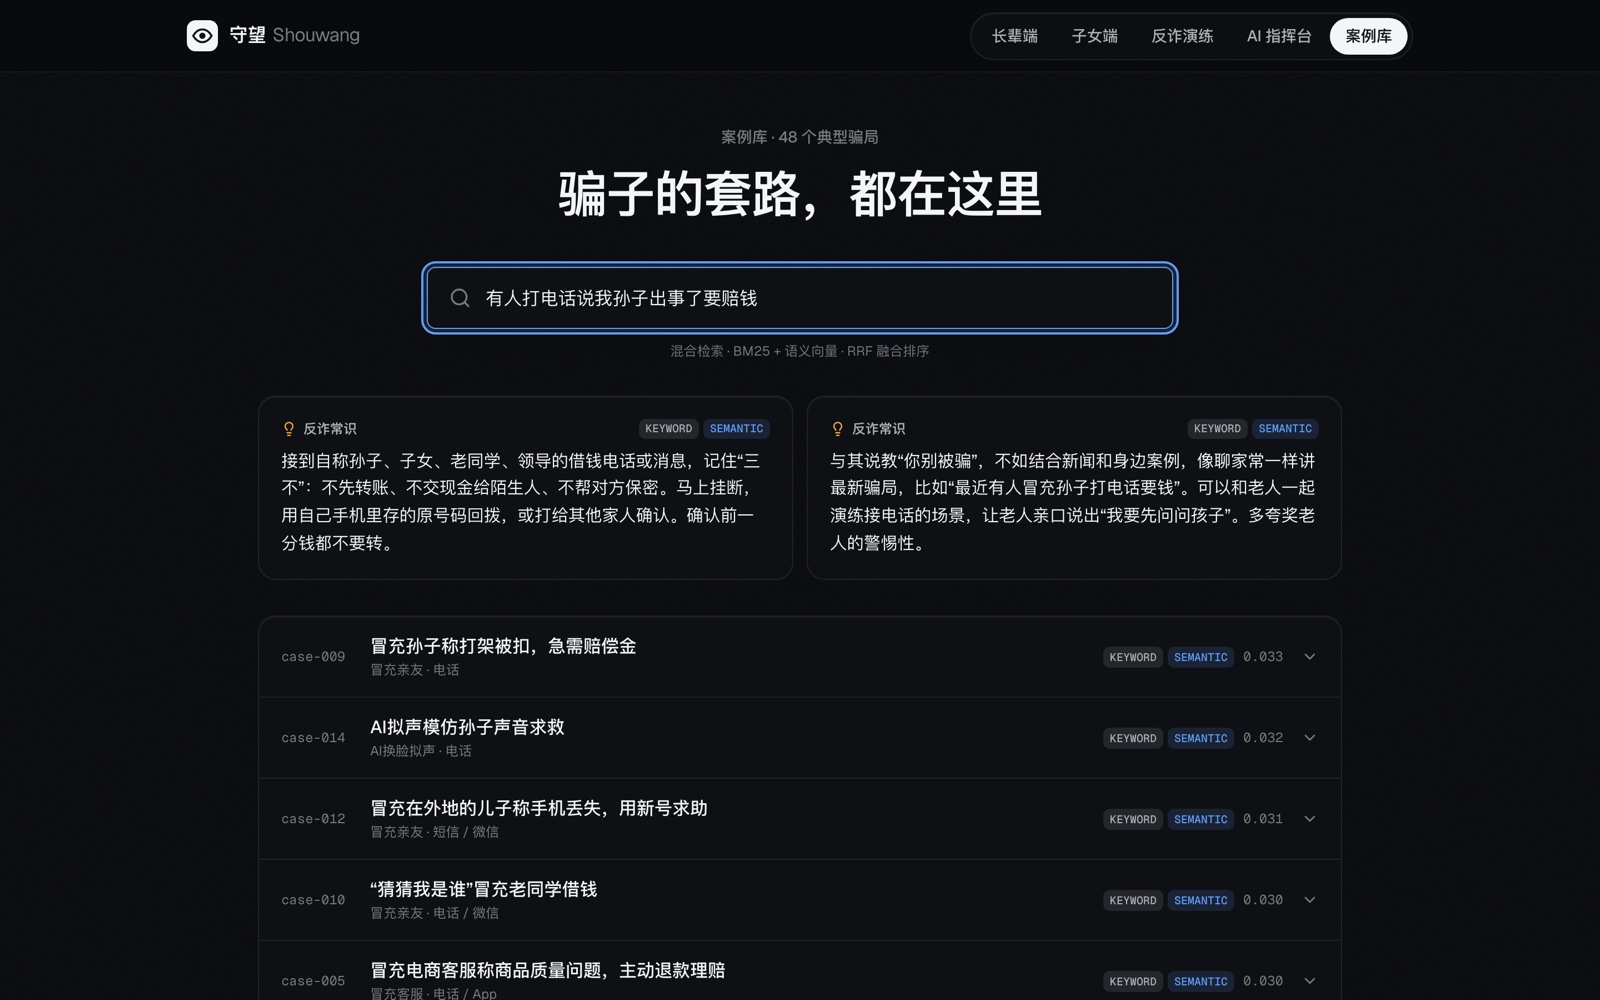 守望 Shouwang
长辈端 子女端 反诈演练 AI 指挥台 案例库
案例库 · 48 个典型骗局
骗子的套路，都在这里
有人打电话说我孙子出事了要赔钱
混合检索 · BM25 + 语义向量 · RRF 融合排序
反诈常识 KEYWORD SEMANTIC
接到自称孙子、子女、老同学、领导的借钱电话或消息，记住“三
不”：不先转账、不交现金给陌生人、不帮对方保密。马上挂断，
用自己手机里存的原号码回拨，或打给其他家人确认。确认前一
分钱都不要转。
反诈常识 KEYWORD SEMANTIC
与其说教“你别被骗”，不如结合新闻和身边案例，像聊家常一样讲
最新骗局，比如“最近有人冒充孙子打电话要钱”。可以和老人一起
演练接电话的场景，让老人亲口说出“我要先问问孩子”。多夸奖老
人的警惕性。
case-009 冒充孙子称打架被扣，急需赔偿金 KEYWORD SEMANTIC 0.033
冒充亲友 · 电话
case-014 AI拟声模仿孙子声音求救 KEYWORD SEMANTIC 0.032
AI换脸拟声 · 电话
case-012 冒充在外地的儿子称手机丢失，用新号求助 KEYWORD SEMANTIC 0.031
冒充亲友 · 短信 / 微信
case-010 “猜猜我是谁”冒充老同学借钱 KEYWORD SEMANTIC 0.030
冒充亲友 · 电话 / 微信
case-005 冒充电商客服称商品质量问题，主动退款理赔 KEYWORD SEMANTIC 0.030
冒充客服 · 电话 / App